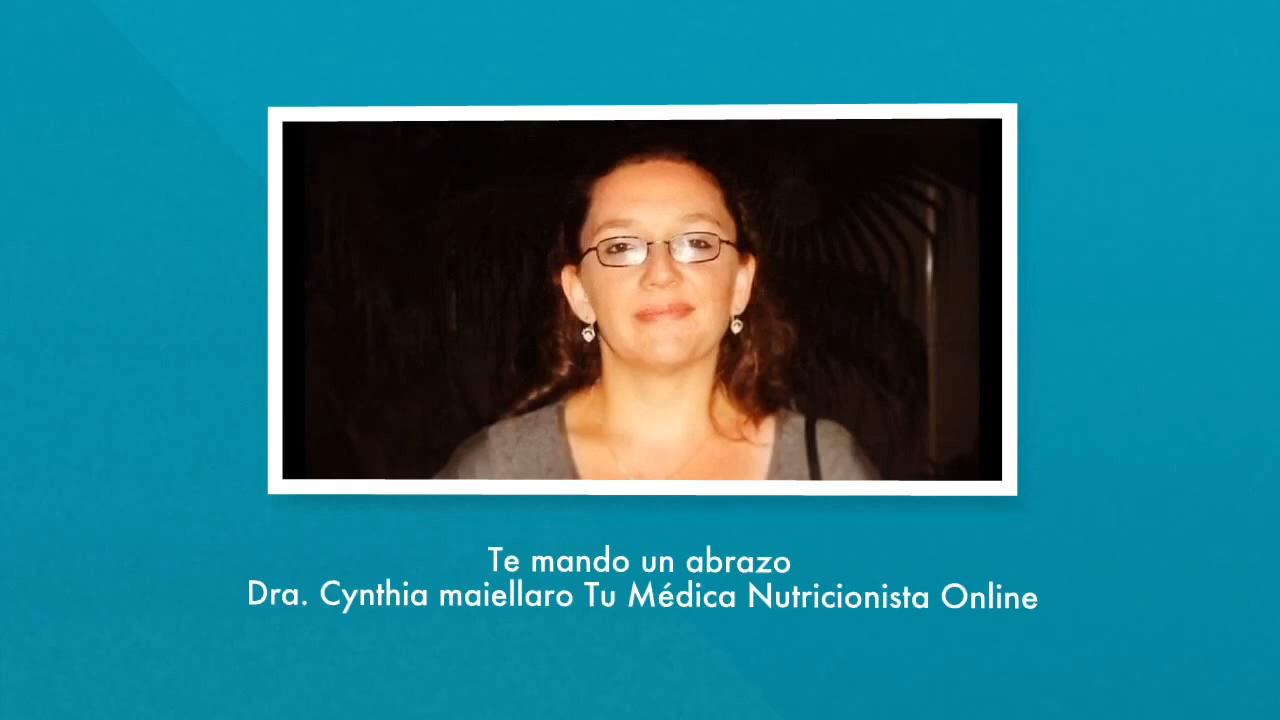 Te mando un abrazo
Dra. Cynthia maiellaro Tu Médica Nutricionista Online